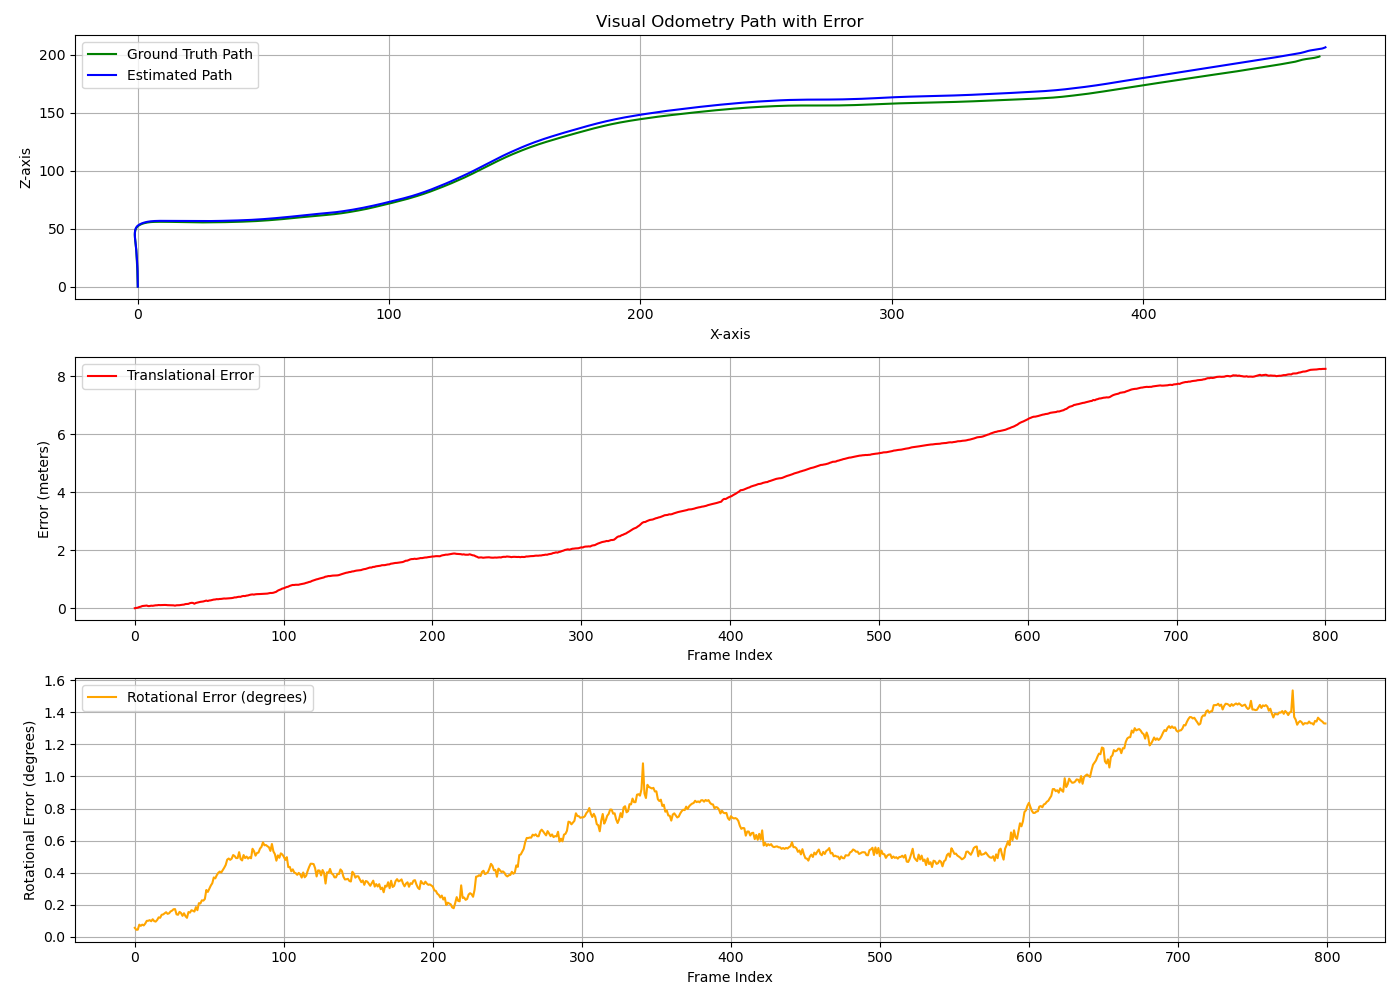 Visual Odometry Path with Error
Ground Truth Path
Estimated Path
Z-axis
200
150
100
50
0
0 100 200 300 400
X-axis
Translational Error
Error (meters)
8
6
4
2
0
0 100 200 300 400 500 600 700 800
Frame Index
Rotational Error (degrees)
Rotational Error (degrees)
1.6
1.4
1.2
1.0
0.8
0.6
0.4
0.2
0.0
0 100 200 300 400 500 600 700 800
Frame Index